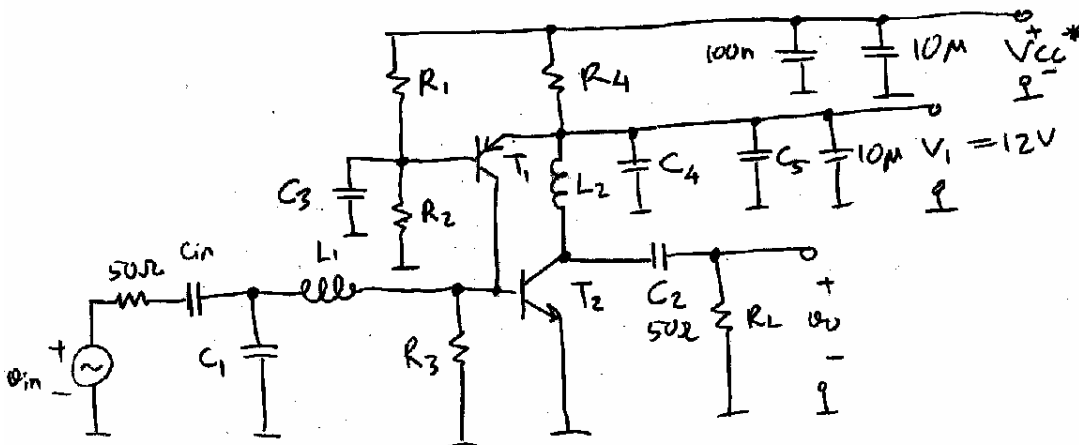 100n
10μ
Vcc*
+
-
R1
R4
T1
C4
C5
10μ
V1 = 12V
C3
R2
L2
50Ω
Cin
L1
T2
C2
50Ω
RL
+
vo
-
C1
R3
+
vin
-